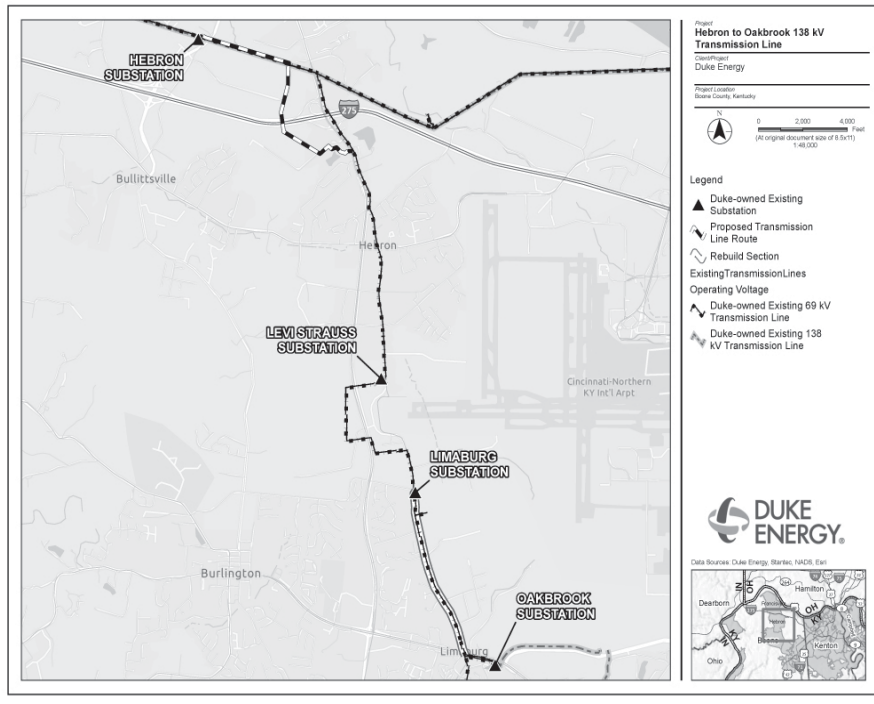 HEBRON
SUBSTATION
275
Bullittsville
Hebron
LEVI STRAUSS
SUBSTATION
Cincinnati-Northern
KY Int'l Arpt
LIMABURG
SUBSTATION
Burlington
OAKBROOK
SUBSTATION
Limaburg
Project
Hebron to Oakbrook 138 kV
Transmission Line
Client/Project
Duke Energy
Project Location
Boone County, Kentucky
N
0 2,000 4,000
Feet
(At original document size of 8.5x11)
1:48,000
Legend
Duke-owned Existing
Substation
Proposed Transmission
Line Route
Rebuild Section
ExistingTransmissionLines
Operating Voltage
Duke-owned Existing 69 kV
Transmission Line
Duke-owned Existing 138
kV Transmission Line
DUKE
ENERGY®
Data Sources: Duke Energy, Stantec, NADS, Esri
IN
OH
Hamilton
Dearborn
OH
KY
Hebron
KY
IN
Boone
Kenton
Ohio